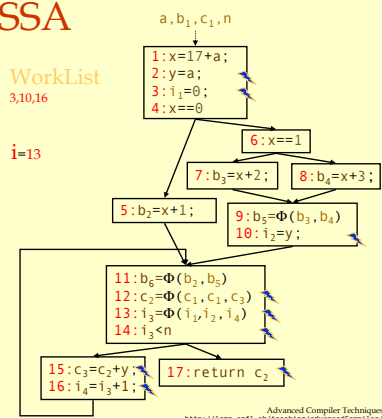 SSA
a,b₁,c₁,n
WorkList
3,10,16
i=13
1:x=17+a;
2:y=a;
3:i₁=0;
4:x==0
6:x==1
7:b₃=x+2;
8:b₄=x+3;
5:b₂=x+1;
9:b₅=Φ(b₃,b₄)
10:i₂=y;
11:b₆=Φ(b₂,b₅)
12:c₂=Φ(c₁,c₁,c₃)
13:i₃=Φ(i₁,i₂,i₄)
14:i₃<n
15:c₃=c₂+y;
16:i₄=i₃+1;
17:return c₂
Advanced Compiler Techniques